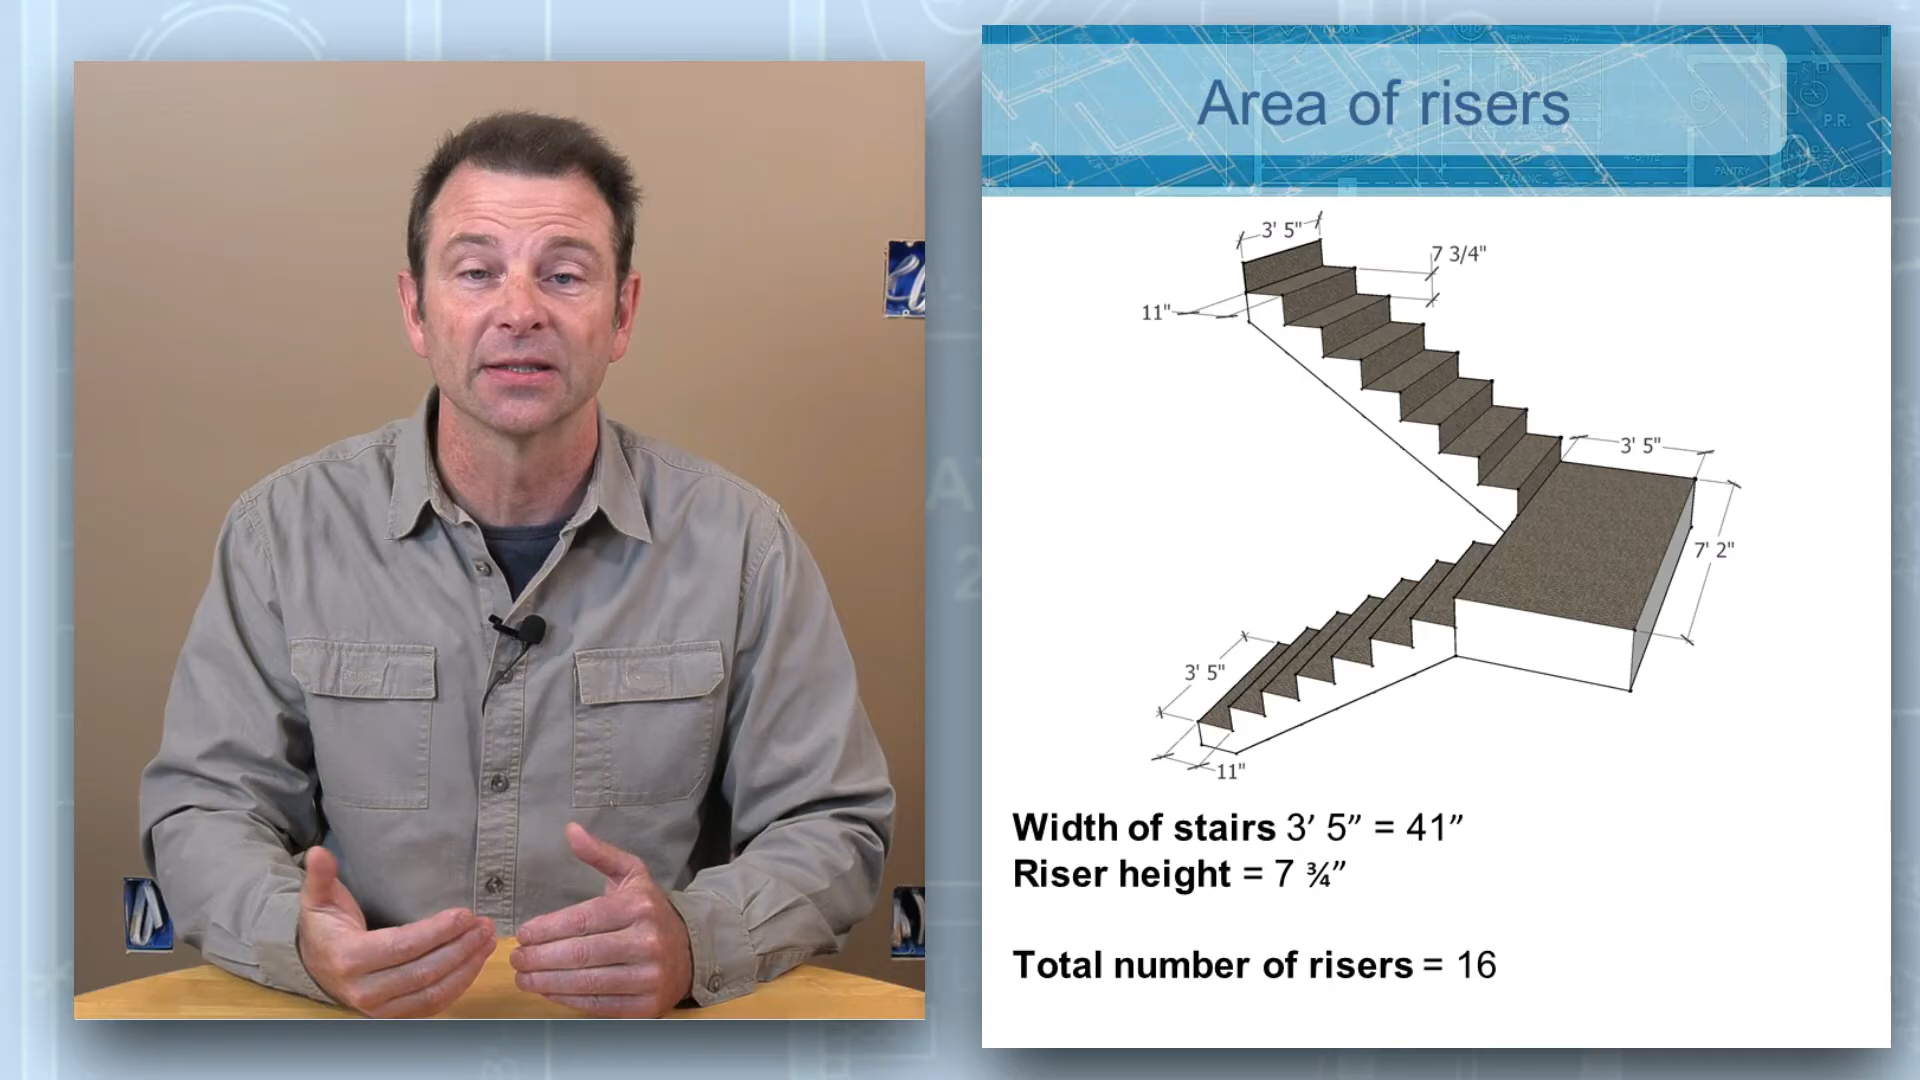 Area of risers
3' 5"
7 3/4"
11"
3' 5"
7' 2"
3' 5"
11"
Width of stairs 3′ 5” = 41”
Riser height = 7 ¾”
Total number of risers = 16
P.R.
PANTRY